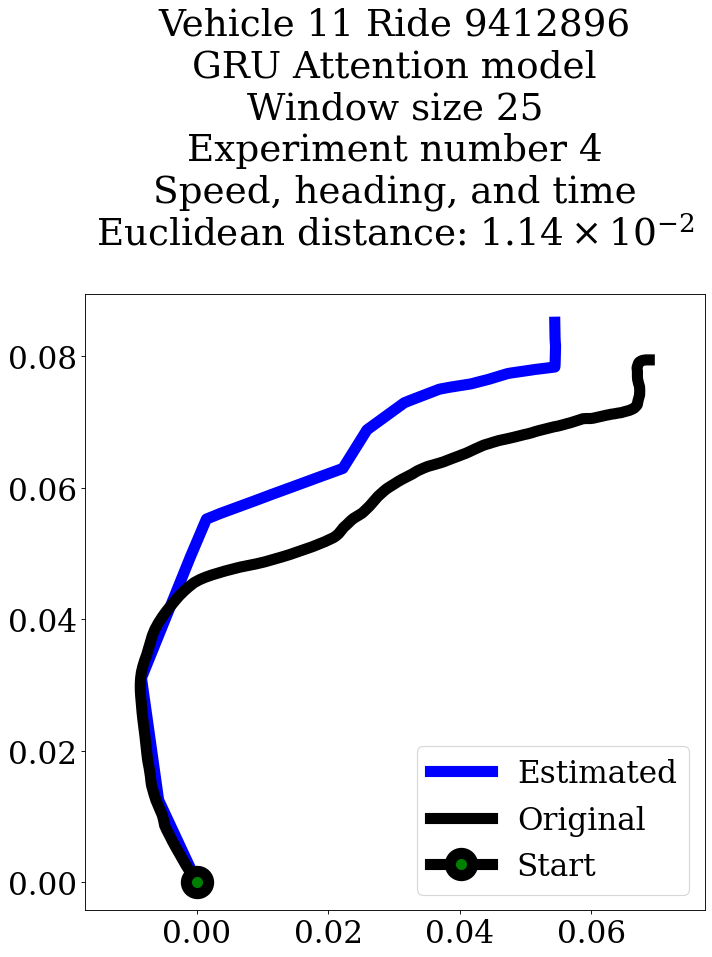 Vehicle 11 Ride 9412896
GRU Attention model
Window size 25
Experiment number 4
Speed, heading, and time
Euclidean distance: 1.14 × 10⁻²
0.08
0.06
0.04
0.02
0.00
0.00 0.02 0.04 0.06
Estimated
Original
Start